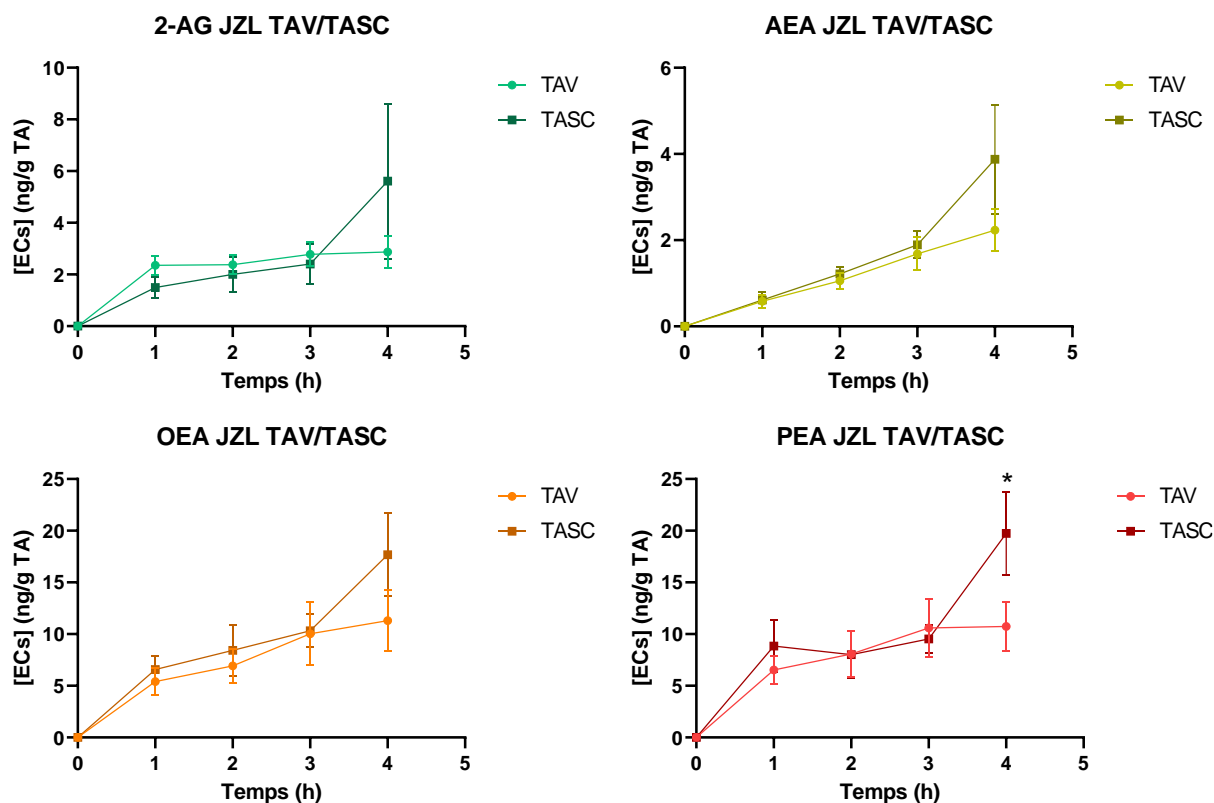 2-AG JZL TAV/TASC
[ECs] (ng/g TA)
10
8
6
4
2
0
0 1 2 3 4 5
Temps (h)
TAV
TASC
AEA JZL TAV/TASC
[ECs] (ng/g TA)
6
4
2
0
0 1 2 3 4 5
Temps (h)
TAV
TASC
OEA JZL TAV/TASC
[ECs] (ng/g TA)
25
20
15
10
5
0
0 1 2 3 4 5
Temps (h)
TAV
TASC
PEA JZL TAV/TASC
[ECs] (ng/g TA)
25
20
15
10
5
0
*
0 1 2 3 4 5
Temps (h)
TAV
TASC